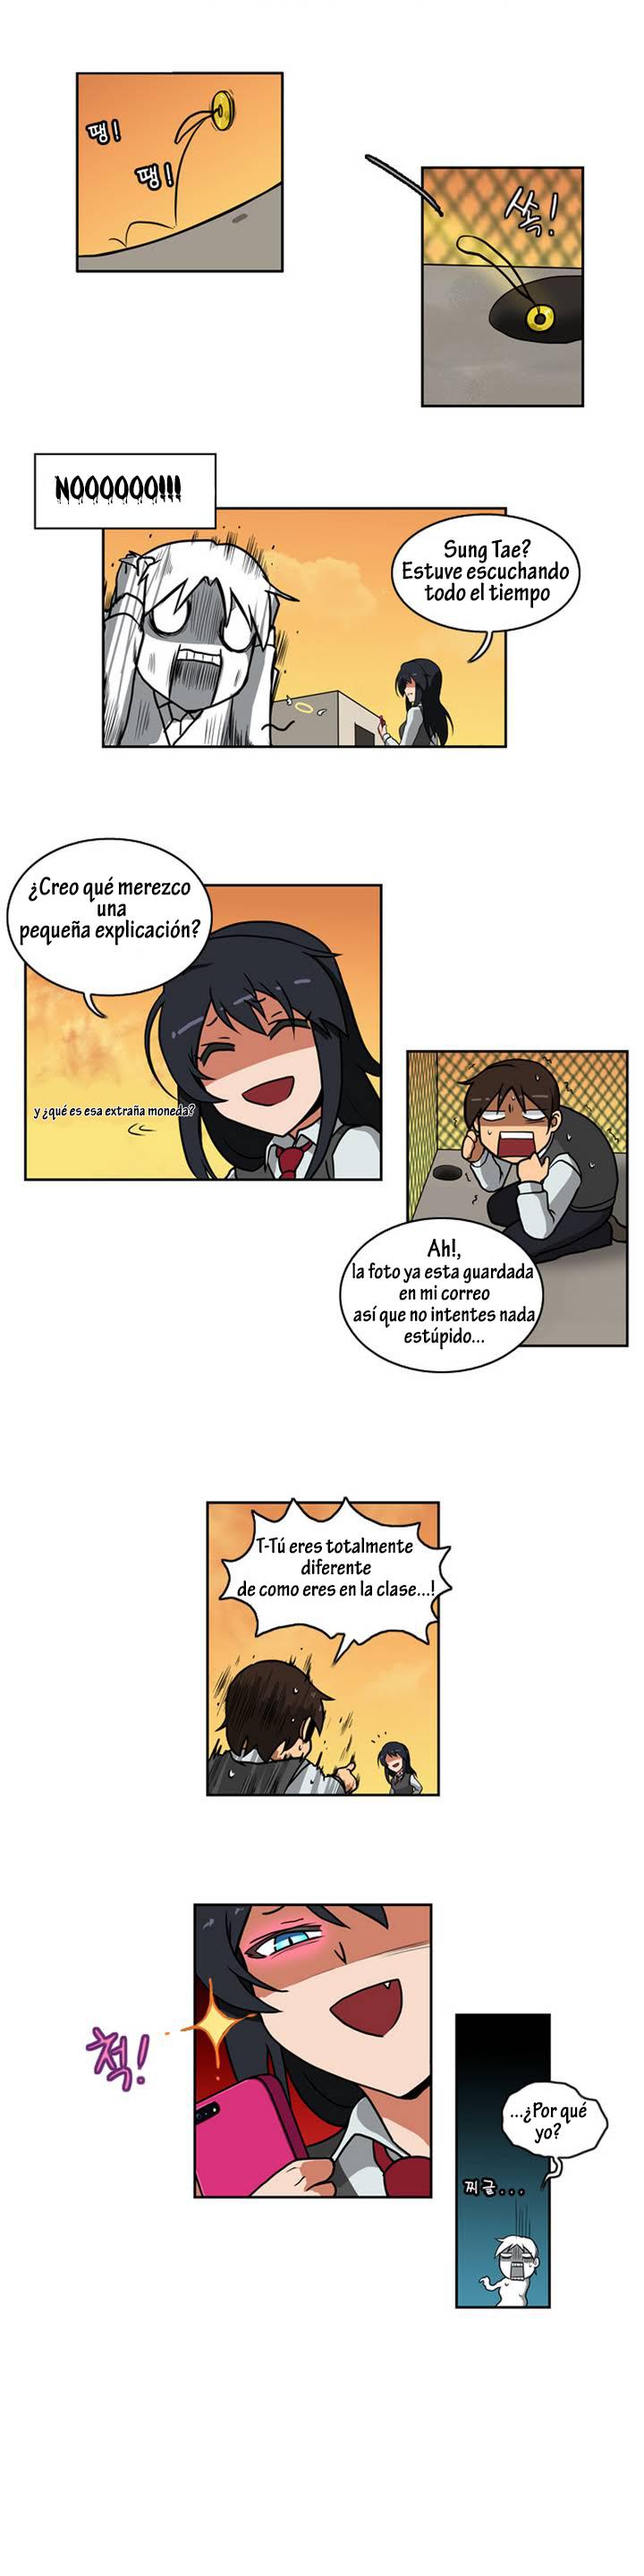 땡!
땡!
쏙!
NOOOOOO!!!
Sung Tae?
Estuve escuchando
todo el tiempo
¿Creo qué merezco
una
pequeña explicación?
y ¿qué es esa extraña moneda?
Ah!,
la foto ya esta guardada
en mi correo
así que no intentes nada
estúpido...
T-Tú eres totalmente
diferente
de como eres en la clase...!
척!
...¿Por qué
yo?
찌글...